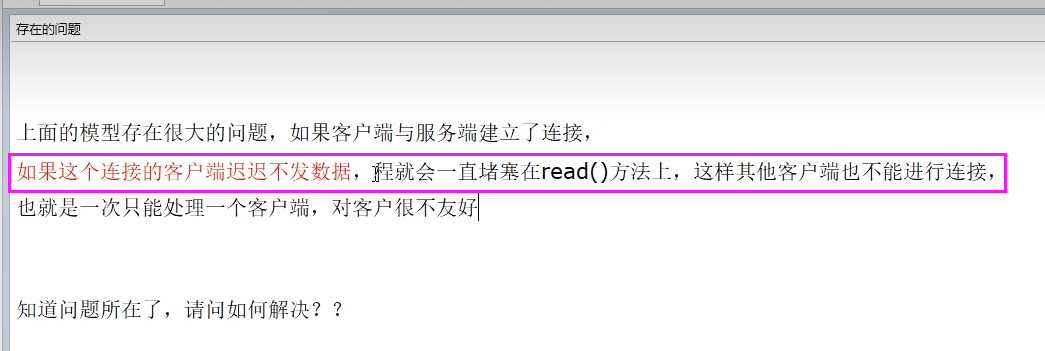 存在的问题
上面的模型存在很大的问题，如果客户端与服务端建立了连接，
如果这个连接的客户端迟迟不发数据，程就会一直堵塞在read()方法上，这样其他客户端也不能进行连接，
也就是一次只能处理一个客户端，对客户很不友好
知道问题所在了，请问如何解决？？